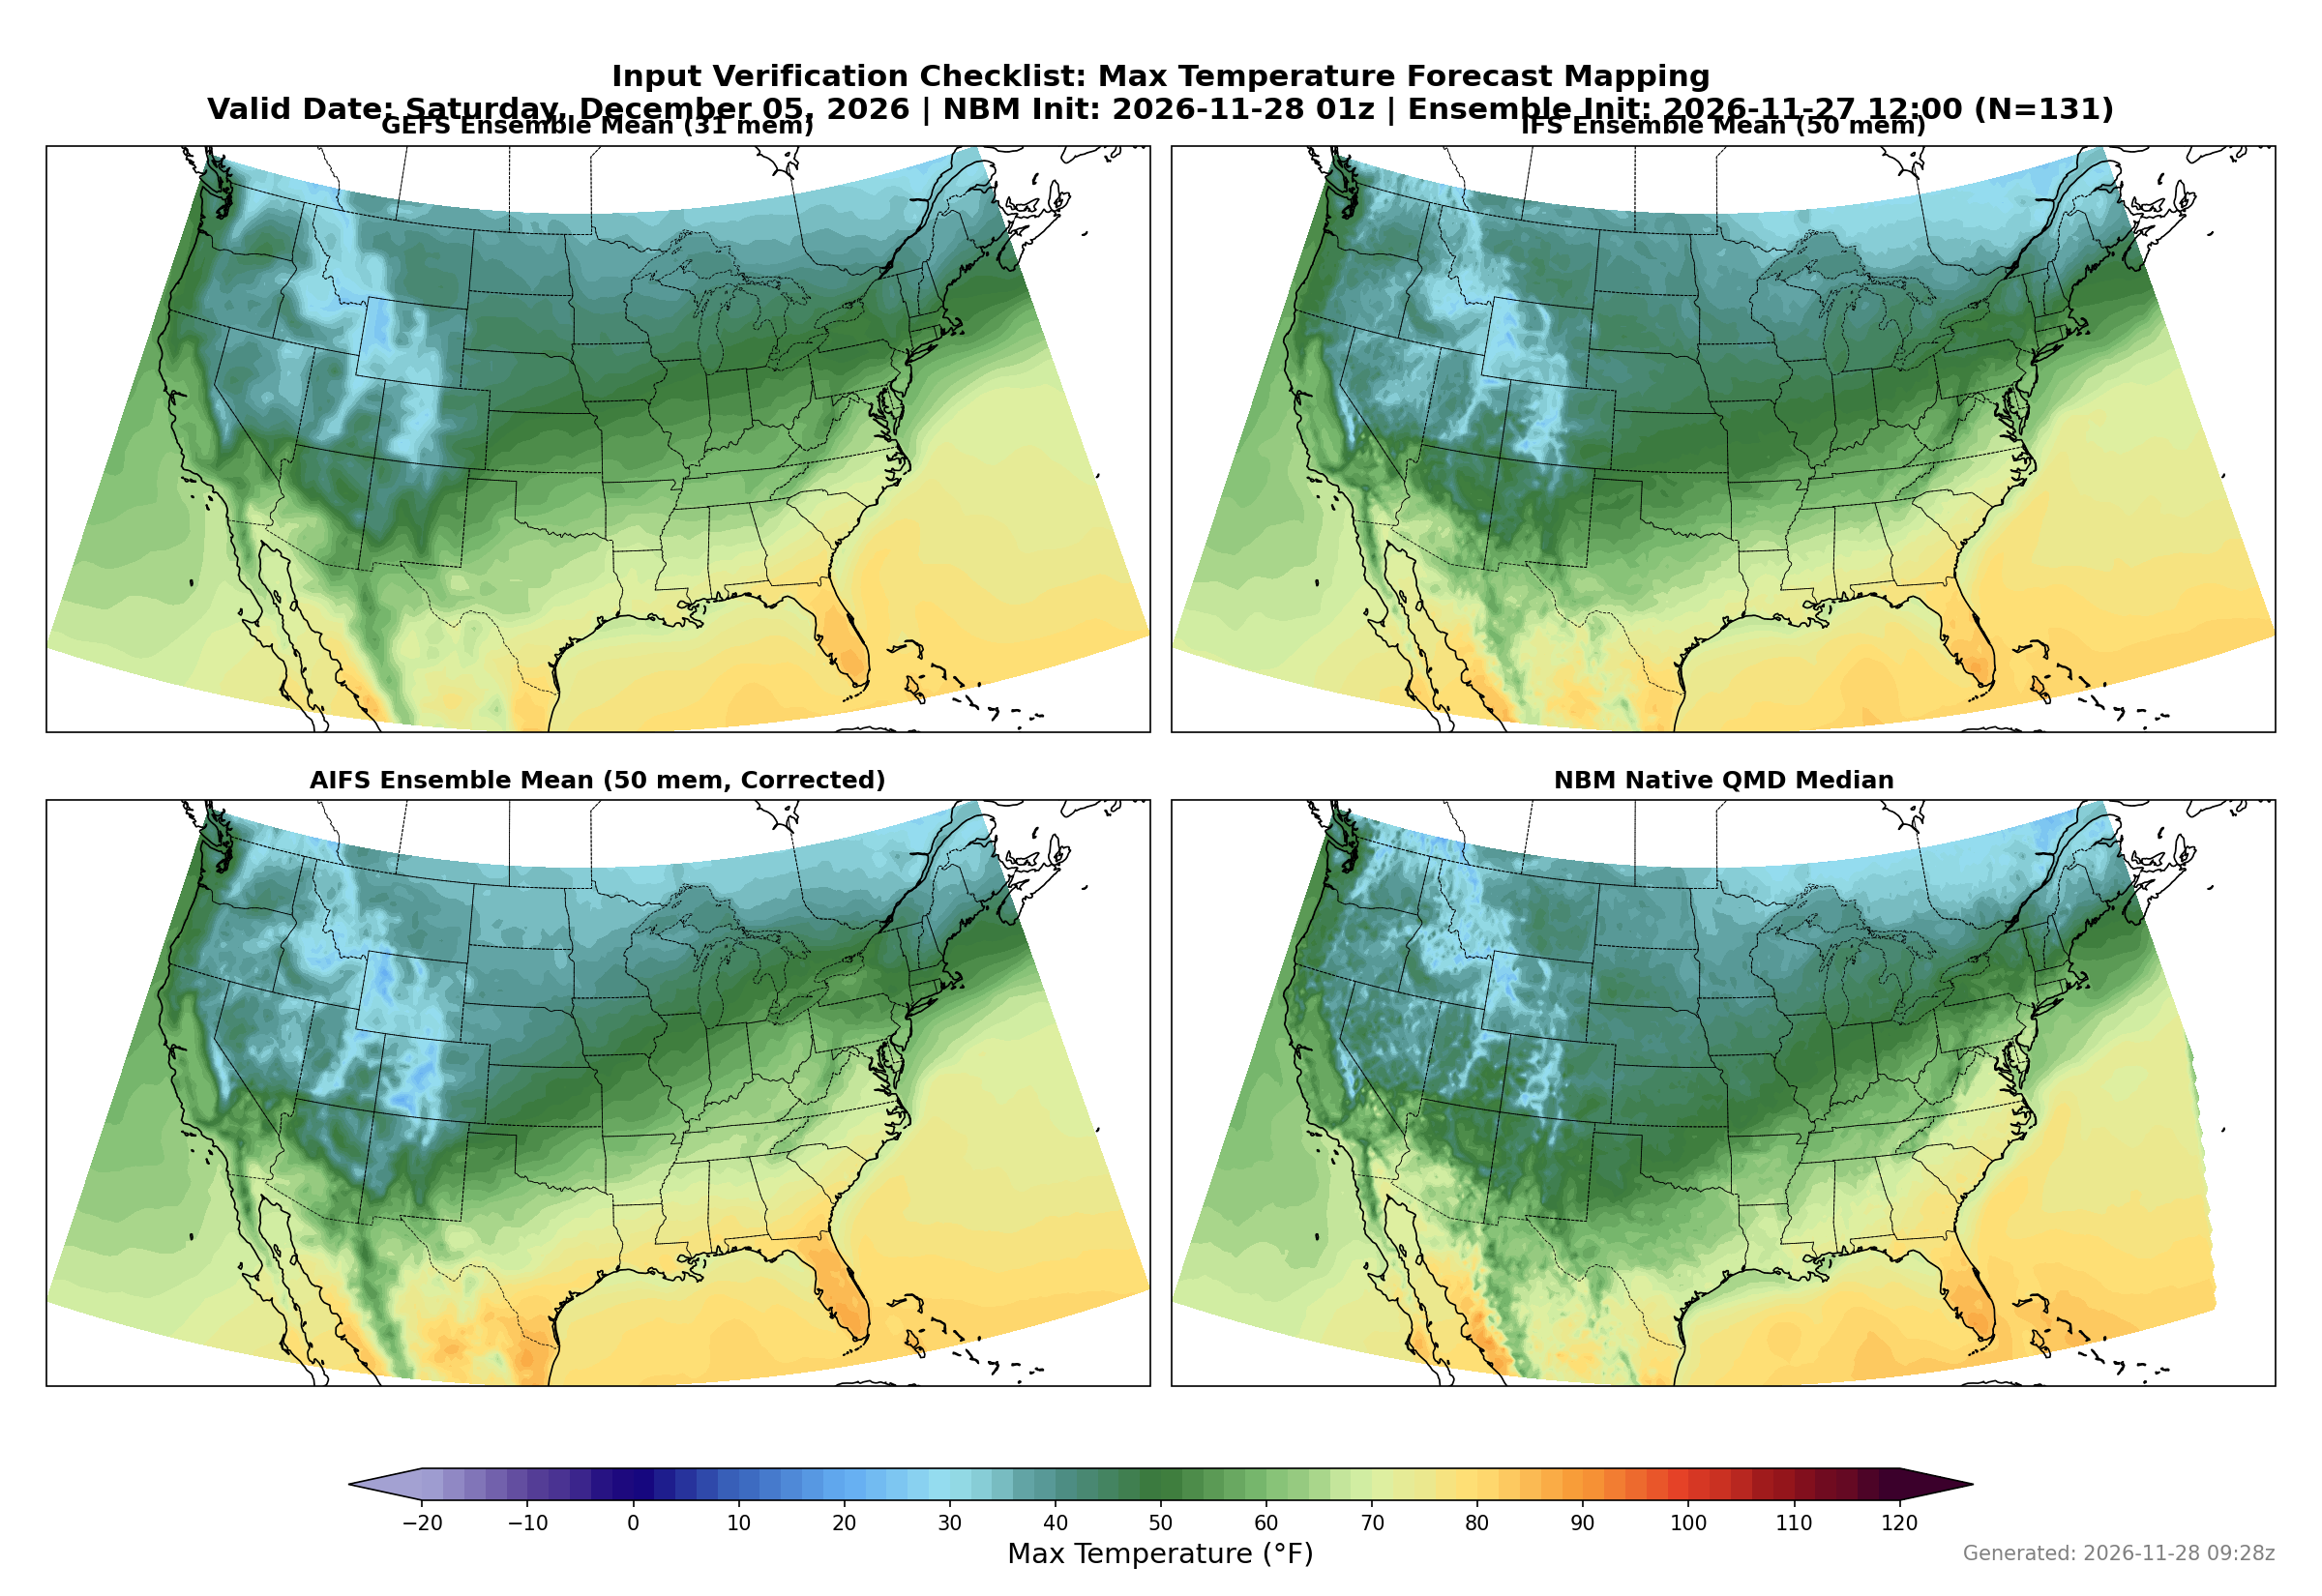 Input Verification Checklist: Max Temperature Forecast Mapping
Valid Date: Saturday, December 05, 2026 | NBM Init: 2026-11-28 01z | Ensemble Init: 2026-11-27 12:00 (N=131)
GEFS Ensemble Mean (31 mem)
IFS Ensemble Mean (50 mem)
AIFS Ensemble Mean (50 mem, Corrected)
NBM Native QMD Median
−20 −10 0 10 20 30 40 50 60 70 80 90 100 110 120
Max Temperature (°F)
Generated: 2026-11-28 09:28z